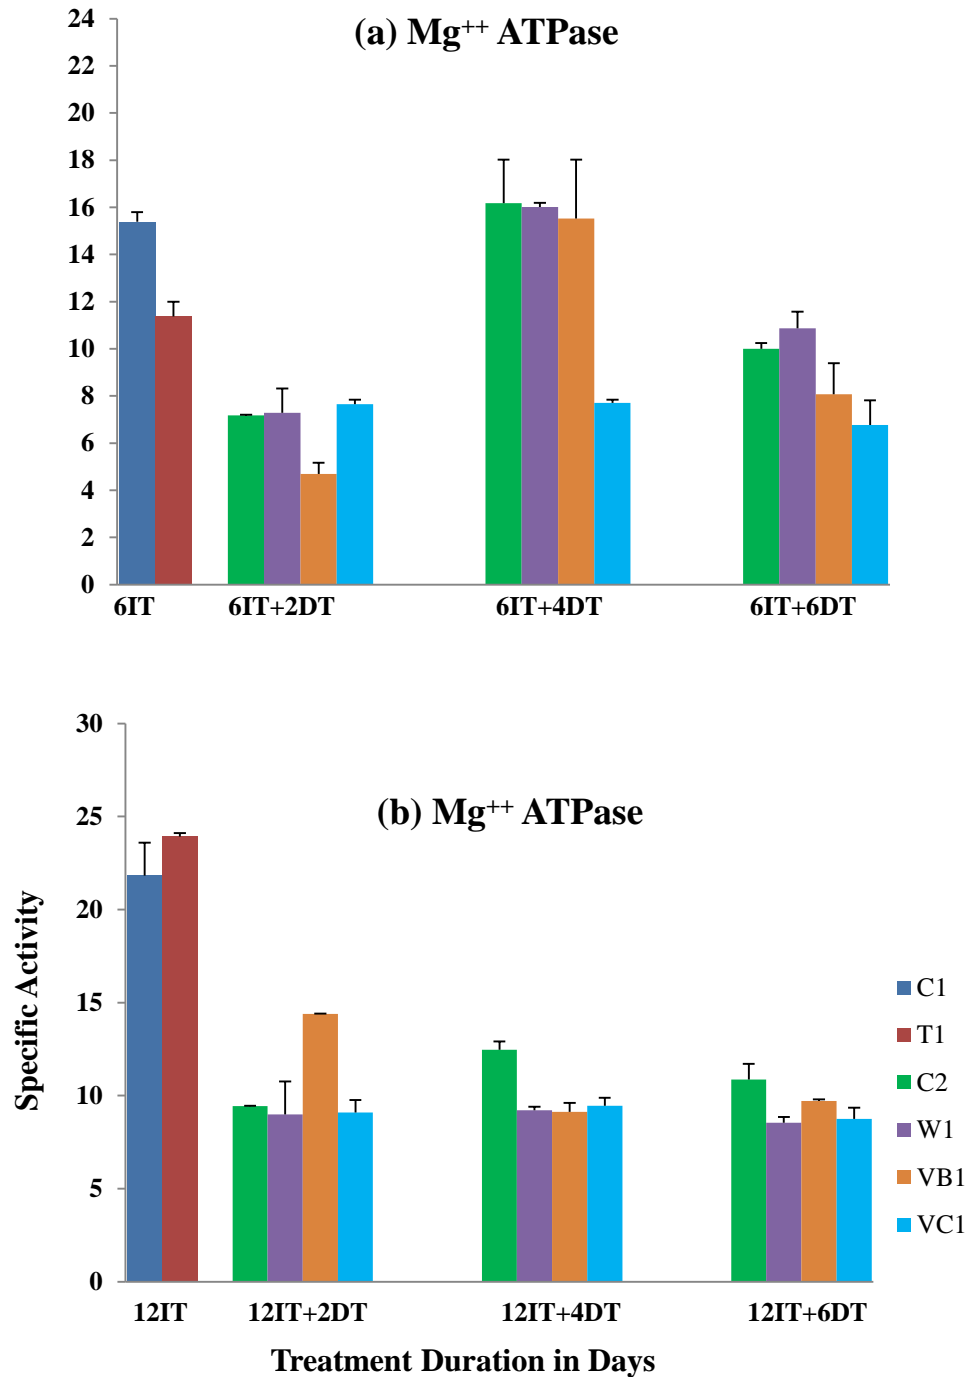 (a) Mg⁺⁺ ATPase
24
22
20
18
16
14
12
10
8
6
4
2
0
6IT 6IT+2DT 6IT+4DT 6IT+6DT
(b) Mg⁺⁺ ATPase
Specific Activity
30
25
20
15
10
5
0
12IT 12IT+2DT 12IT+4DT 12IT+6DT
Treatment Duration in Days
C1
T1
C2
W1
VB1
VC1